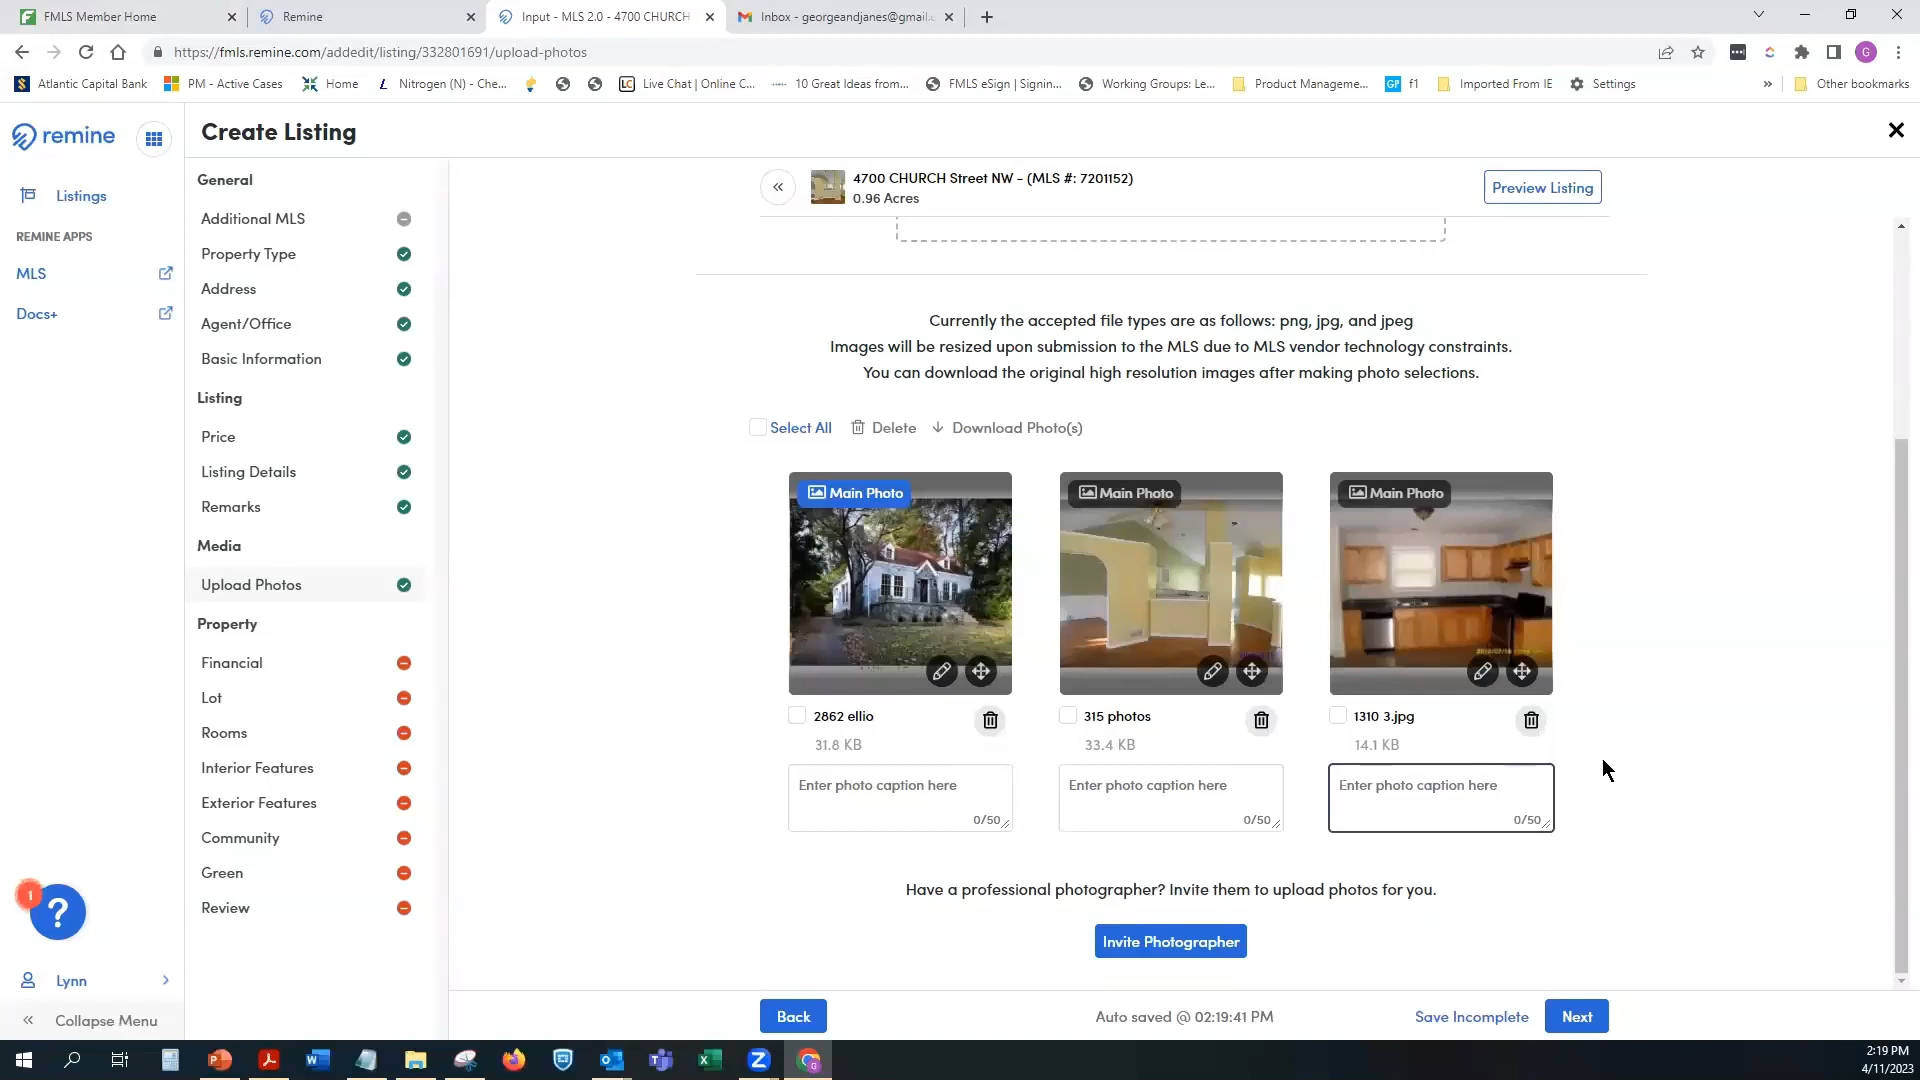 FMLS Member Home
Remine
Input - MLS 2.0 - 4700 CHURCH
Inbox - georgeandjanes@gmail.c
https://fmls.remine.com/addedit/listing/332801691/upload-photos
G
Atlantic Capital Bank
PM - Active Cases
Home
Nitrogen (N) - Che...
Live Chat | Online C...
10 Great Ideas from...
FMLS eSign | Signin...
Working Groups: Le...
Product Manageme...
GP f1
Imported From IE
Settings
»
Other bookmarks
remine
Create Listing
Listings
REMINE APPS
MLS
Docs+
General
Additional MLS
Property Type
Address
Agent/Office
Basic Information
Listing
Price
Listing Details
Remarks
Media
Upload Photos
Property
Financial
Lot
Rooms
Interior Features
Exterior Features
Community
Green
Review
1
?
Lynn
Collapse Menu
4700 CHURCH Street NW - (MLS #: 7201152)
0.96 Acres
Preview Listing
Currently the accepted file types are as follows: png, jpg, and jpeg
Images will be resized upon submission to the MLS due to MLS vendor technology constraints.
You can download the original high resolution images after making photo selections.
Select All
Delete
Download Photo(s)
Main Photo
Main Photo
Main Photo
2862 ellio
315 photos
1310 3.jpg
31.8 KB
33.4 KB
14.1 KB
Enter photo caption here
Enter photo caption here
Enter photo caption here
0/50
0/50
0/50
Have a professional photographer? Invite them to upload photos for you.
Invite Photographer
Back
Auto saved @ 02:19:41 PM
Save Incomplete
Next
2:19 PM
4/11/2023